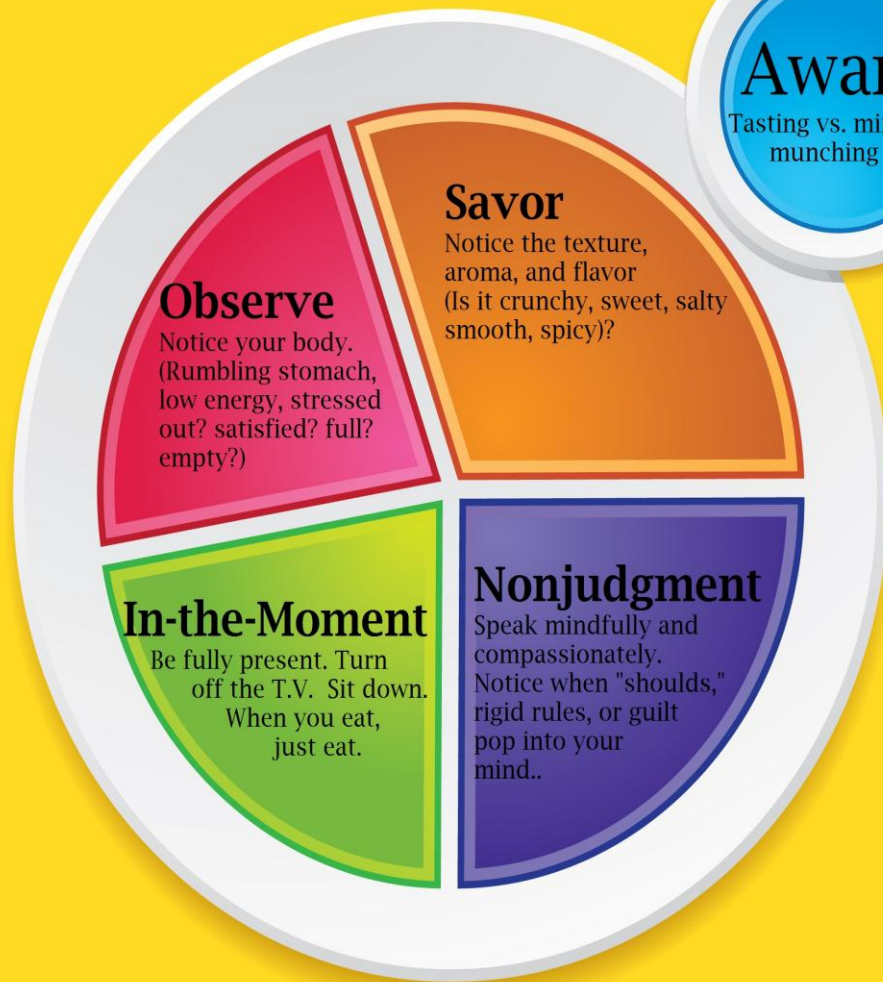 Tasting vs.
munching
Savor
Notice the texture,
aroma, and flavor
(Is it crunchy, sweet, salty
smooth, spicy)?
Observe
Notice your body.
(Rumbling stomach,
low energy, stressed
out? satisfied? full?
empty?)
In-the-Moment
Be fully present. Turn
off the T.V. Sit down.
When you eat,
just eat.
Nonjudgment
Speak mindfully and
compassionately.
Notice when "shoulds,"
rigid rules, or guilt
pop into your
mind..